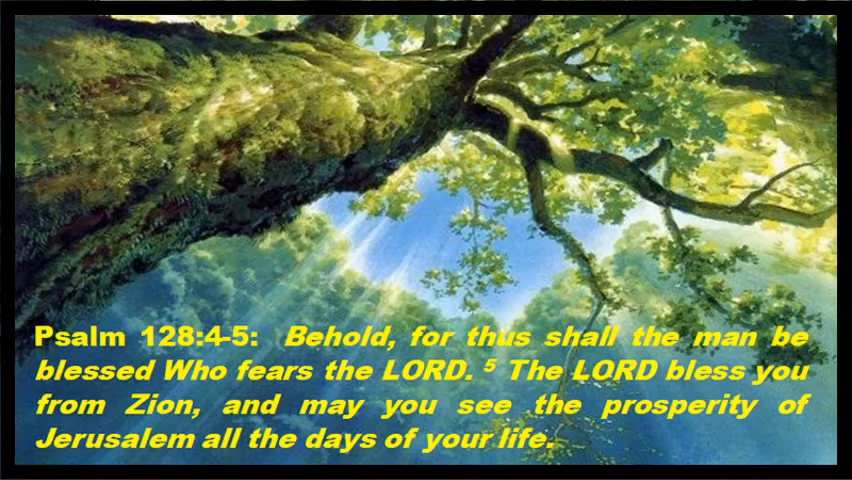 Psalm 128:4-5: Behold, for thus shall the man be
blessed Who fears the LORD. ⁵ The LORD bless you
from Zion, and may you see the prosperity of
Jerusalem all the days of your life.